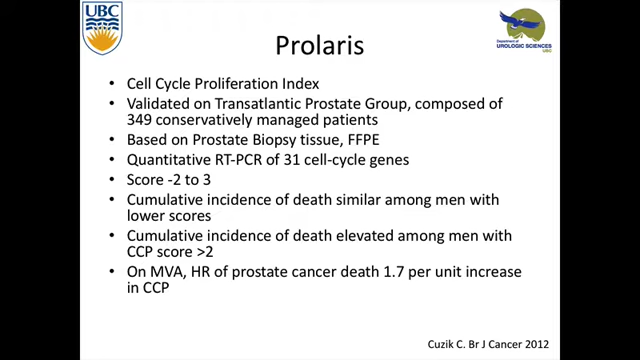 UBC
Department of
UROLOGIC SCIENCES
UBC
Prolaris
• Cell Cycle Proliferation Index
• Validated on Transatlantic Prostate Group, composed of
349 conservatively managed patients
• Based on Prostate Biopsy tissue, FFPE
• Quantitative RT-PCR of 31 cell-cycle genes
• Score -2 to 3
• Cumulative incidence of death similar among men with
lower scores
• Cumulative incidence of death elevated among men with
CCP score >2
• On MVA, HR of prostate cancer death 1.7 per unit increase
in CCP
Cuzik C. Br J Cancer 2012